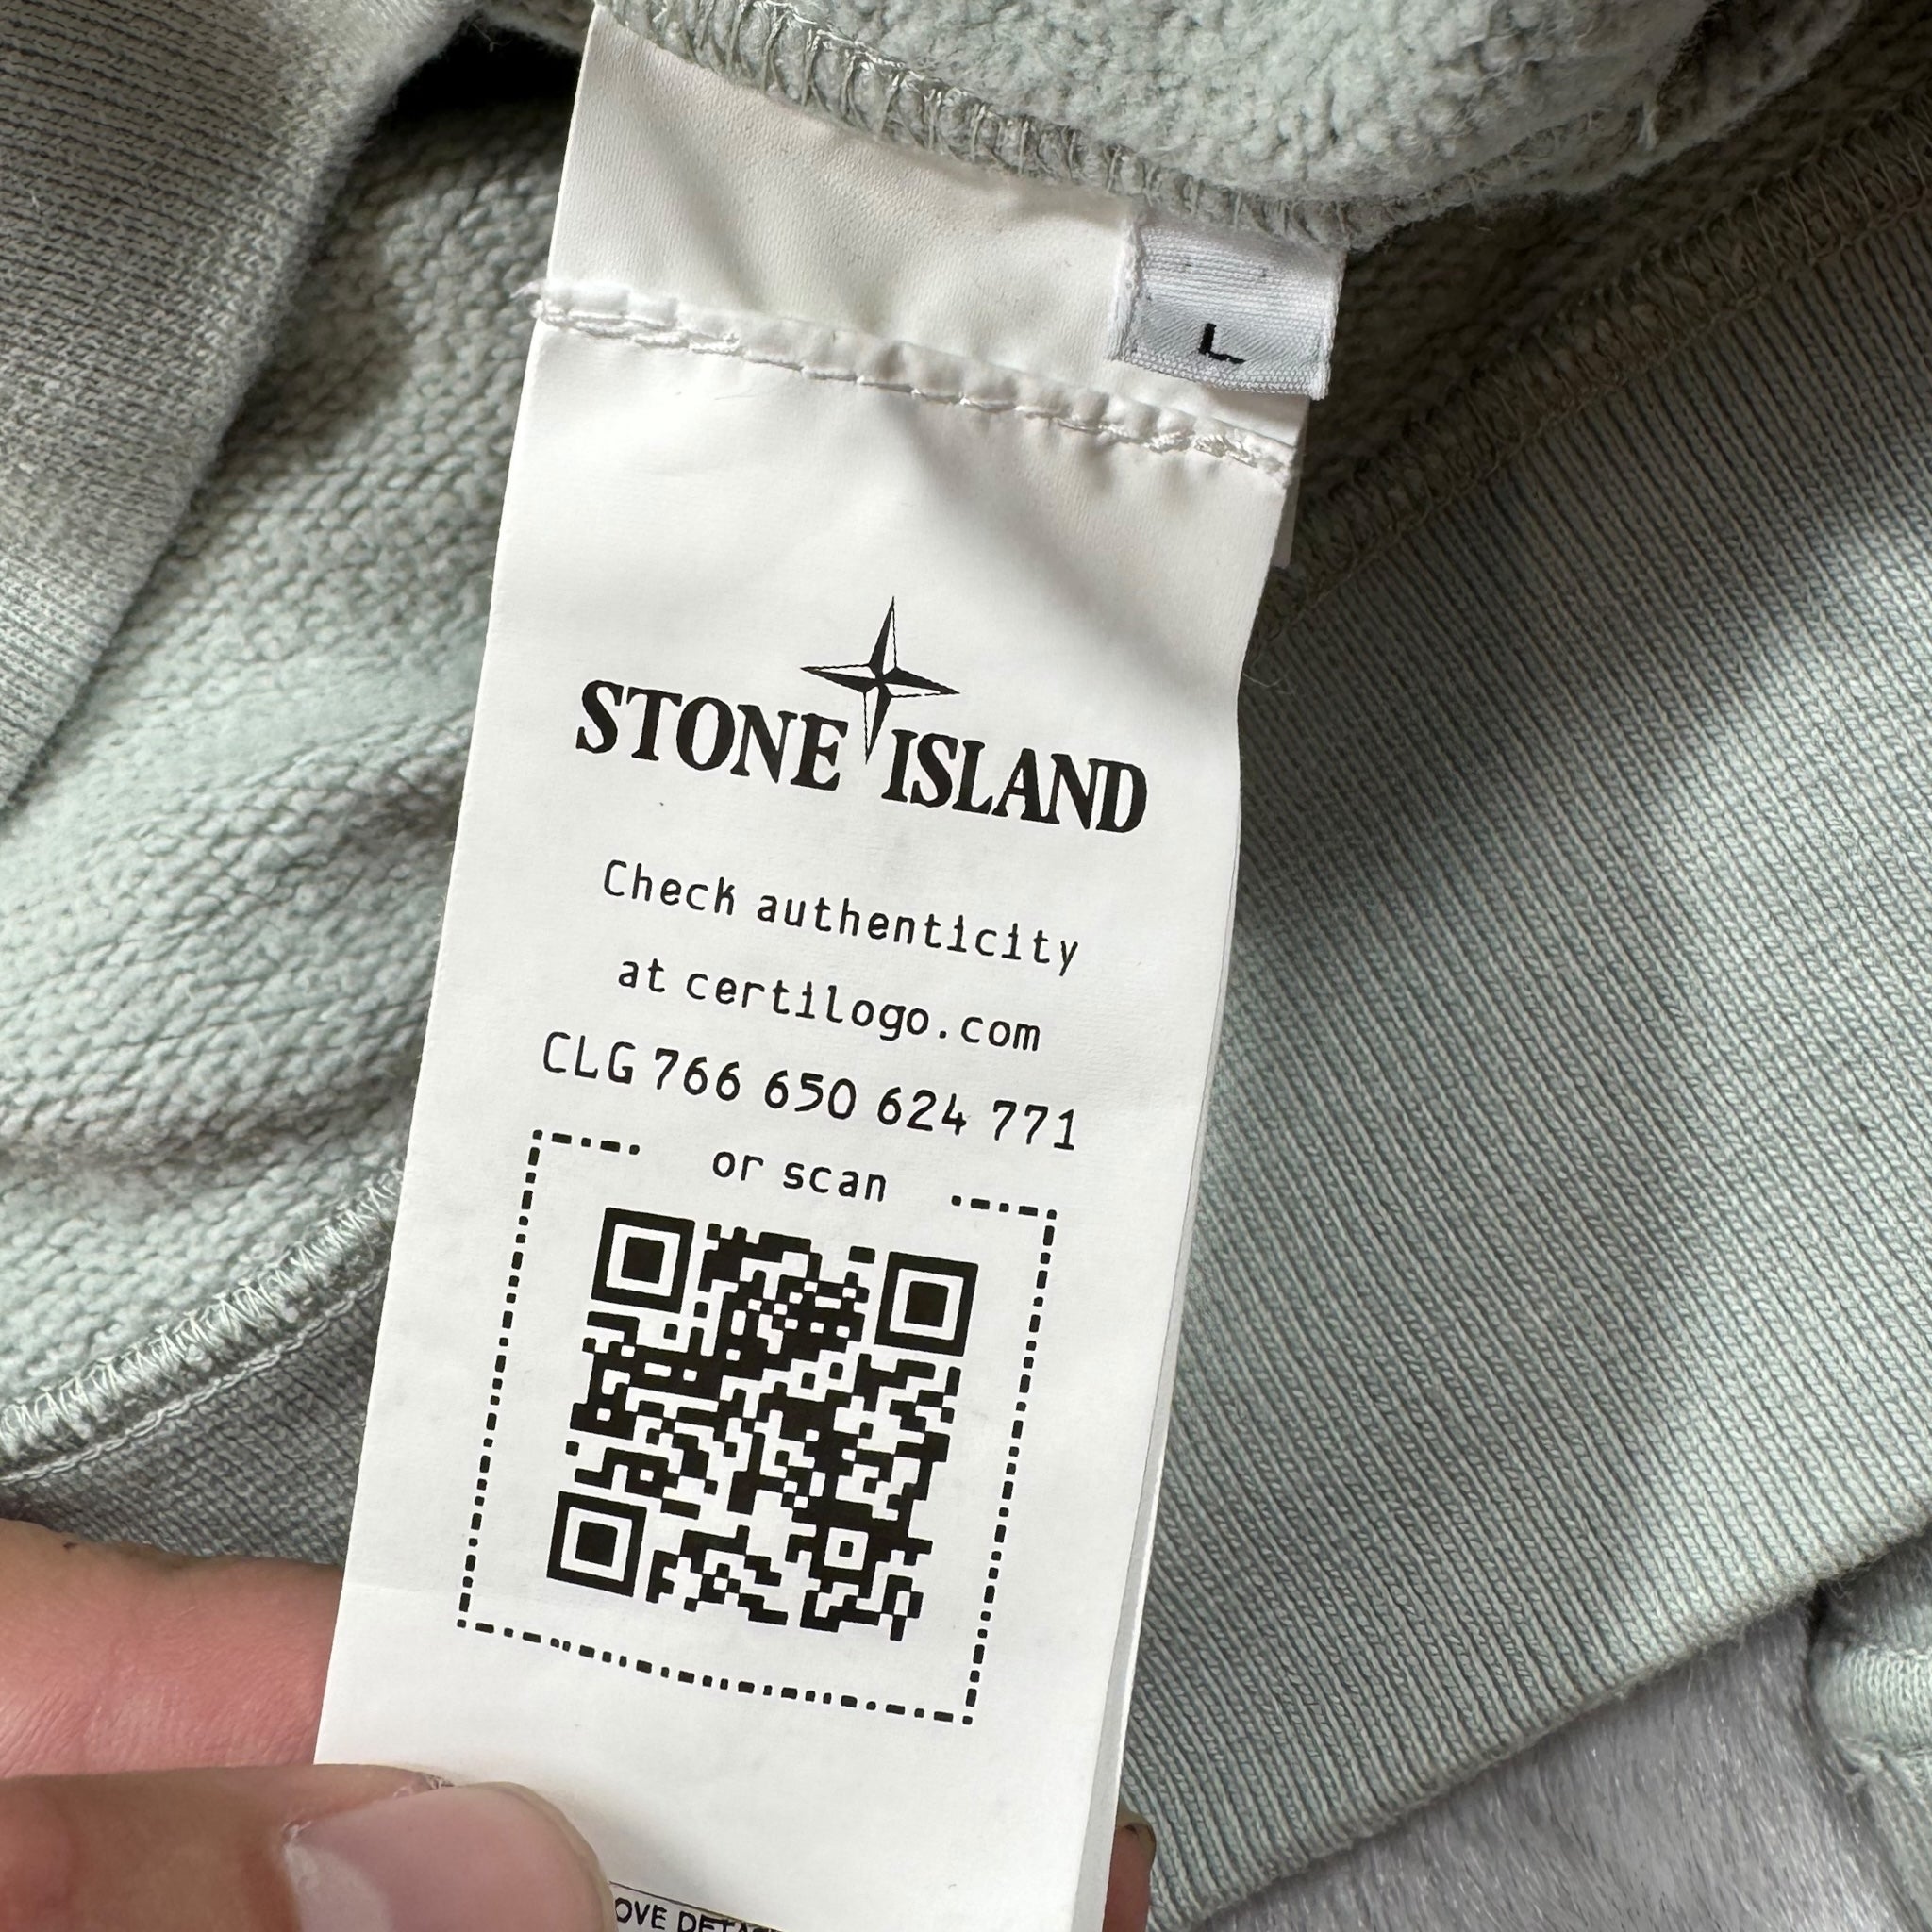 L
STONE ISLAND
Check authenticity
at certilogo.com
CLG 766 650 624 771
or scan